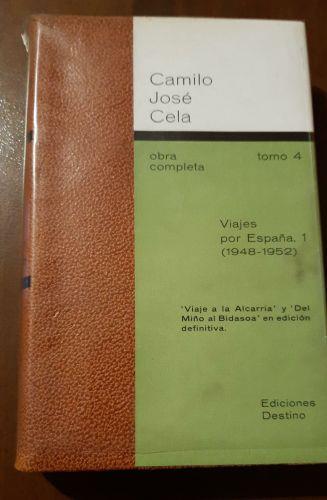 Camilo
José
Cela
obra tomo 4
completa
Viajes
por España, 1
(1948-1952)
'Viaje a la Alcarria' y 'Del
Miño al Bidasoa' en edición
definitiva.
Ediciones
Destino